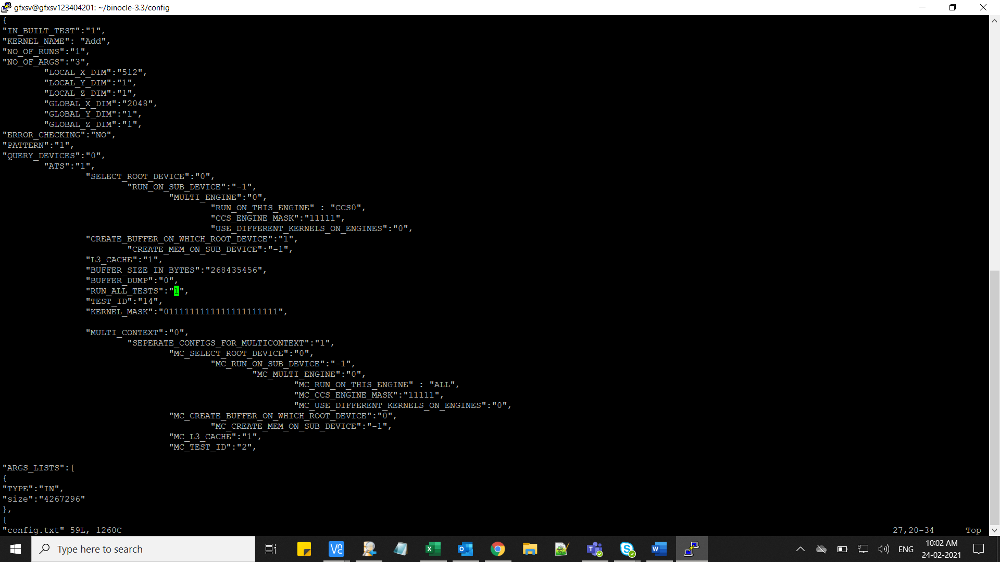 gfxsv@gfxsv123404201: ~/binocle-3.3/config
{
"IN_BUILT_TEST":"1",
"KERNEL_NAME": "Add",
"NO_OF_RUNS":"1",
"NO_OF_ARGS":"3",
"LOCAL_X_DIM":"512",
"LOCAL_Y_DIM":"1",
"LOCAL_Z_DIM":"1",
"GLOBAL_X_DIM":"2048",
"GLOBAL_Y_DIM":"1",
"GLOBAL_Z_DIM":"1",
"ERROR_CHECKING":"NO",
"PATTERN":"1",
"QUERY_DEVICES":"0",
"ATS":"1",
"SELECT_ROOT_DEVICE":"0",
"RUN_ON_SUB_DEVICE":"-1",
"MULTI_ENGINE":"0",
"RUN_ON_THIS_ENGINE" : "CCS0",
"CCS_ENGINE_MASK":"11111",
"USE_DIFFERENT_KERNELS_ON_ENGINES":"0",
"CREATE_BUFFER_ON_WHICH_ROOT_DEVICE":"1",
"CREATE_MEM_ON_SUB_DEVICE":"-1",
"L3_CACHE":"1",
"BUFFER_SIZE_IN_BYTES":"268435456",
"BUFFER_DUMP":"0",
"RUN_ALL_TESTS":"1",
"TEST_ID":"14",
"KERNEL_MASK":"0111111111111111111111",
"MULTI_CONTEXT":"0",
"SEPERATE_CONFIGS_FOR_MULTICONTEXT":"1",
"MC_SELECT_ROOT_DEVICE":"0",
"MC_RUN_ON_SUB_DEVICE":"-1",
"MC_MULTI_ENGINE":"0",
"MC_RUN_ON_THIS_ENGINE" : "ALL",
"MC_CCS_ENGINE_MASK":"11111",
"MC_USE_DIFFERENT_KERNELS_ON_ENGINES":"0",
"MC_CREATE_BUFFER_ON_WHICH_ROOT_DEVICE":"0",
"MC_CREATE_MEM_ON_SUB_DEVICE":"-1",
"MC_L3_CACHE":"1",
"MC_TEST_ID":"2",
"ARGS_LISTS":[
{
"TYPE":"IN",
"size":"4267296"
},
{
"config.txt" 59L, 1260C 27,20-34 Top
Type here to search
ENG
10:02 AM
24-02-2021